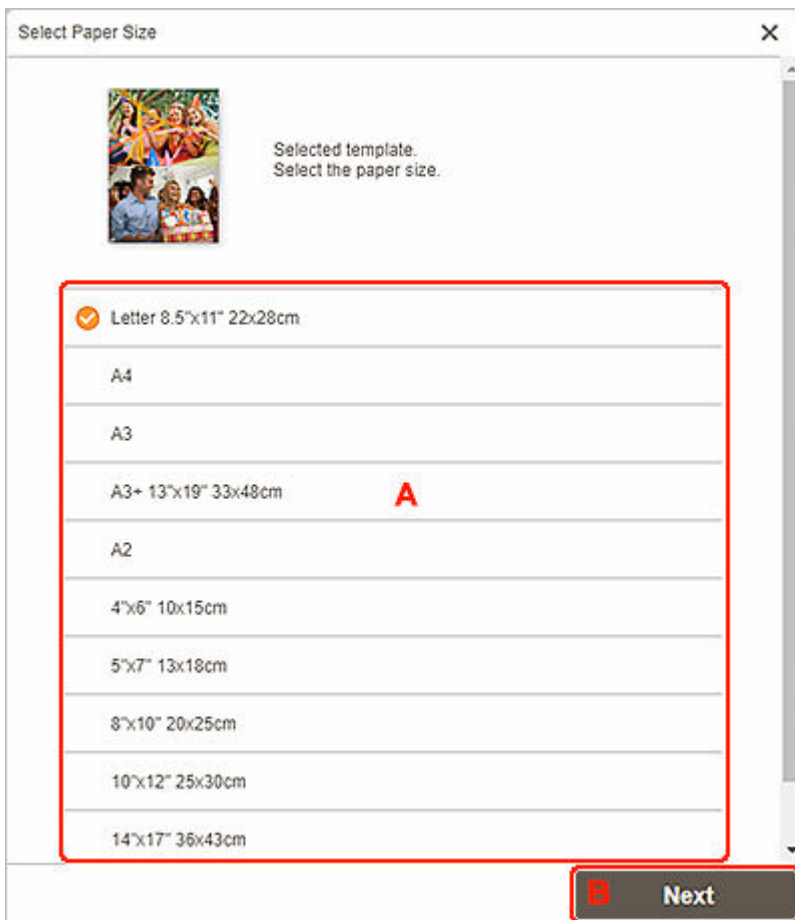 Select Paper Size
Selected template.
Select the paper size.
Letter 8.5"x11" 22x28cm
A4
A3
A3+ 13"x19" 33x48cm
A
A2
4"x6" 10x15cm
5"x7" 13x18cm
8"x10" 20x25cm
10"x12" 25x30cm
14"x17" 36x43cm
B Next